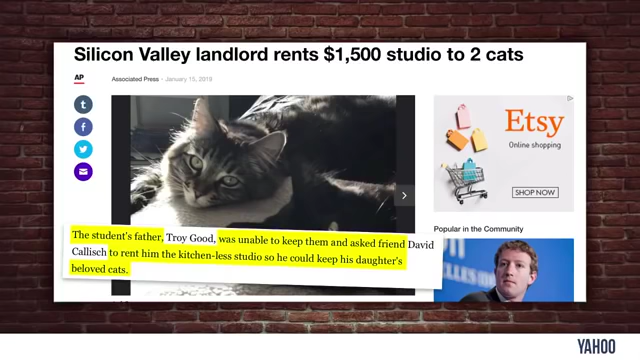 Silicon Valley landlord rents $1,500 studio to 2 cats
AP
Associated Press - January 15, 2019
Etsy
Online shopping
SHOP NOW
The student's father, Troy Good, was unable to keep them and asked friend David
Callisch to rent him the kitchen-less studio so he could keep his daughter's
beloved cats.
Popular in the Community
YAHOO